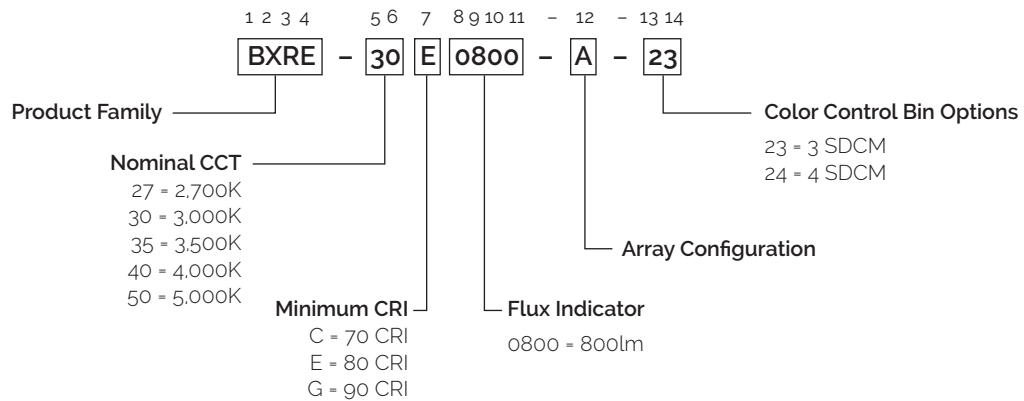 1 2 3 4 5 6 7 8 9 10 11 – 12 – 13 14
BXRE – 30 E 0800 – A – 23
Product Family
Nominal CCT
27 = 2,700K
30 = 3,000K
35 = 3,500K
40 = 4,000K
50 = 5,000K
Minimum CRI
C = 70 CRI
E = 80 CRI
G = 90 CRI
Flux Indicator
0800 = 800lm
Array Configuration
Color Control Bin Options
23 = 3 SDCM
24 = 4 SDCM